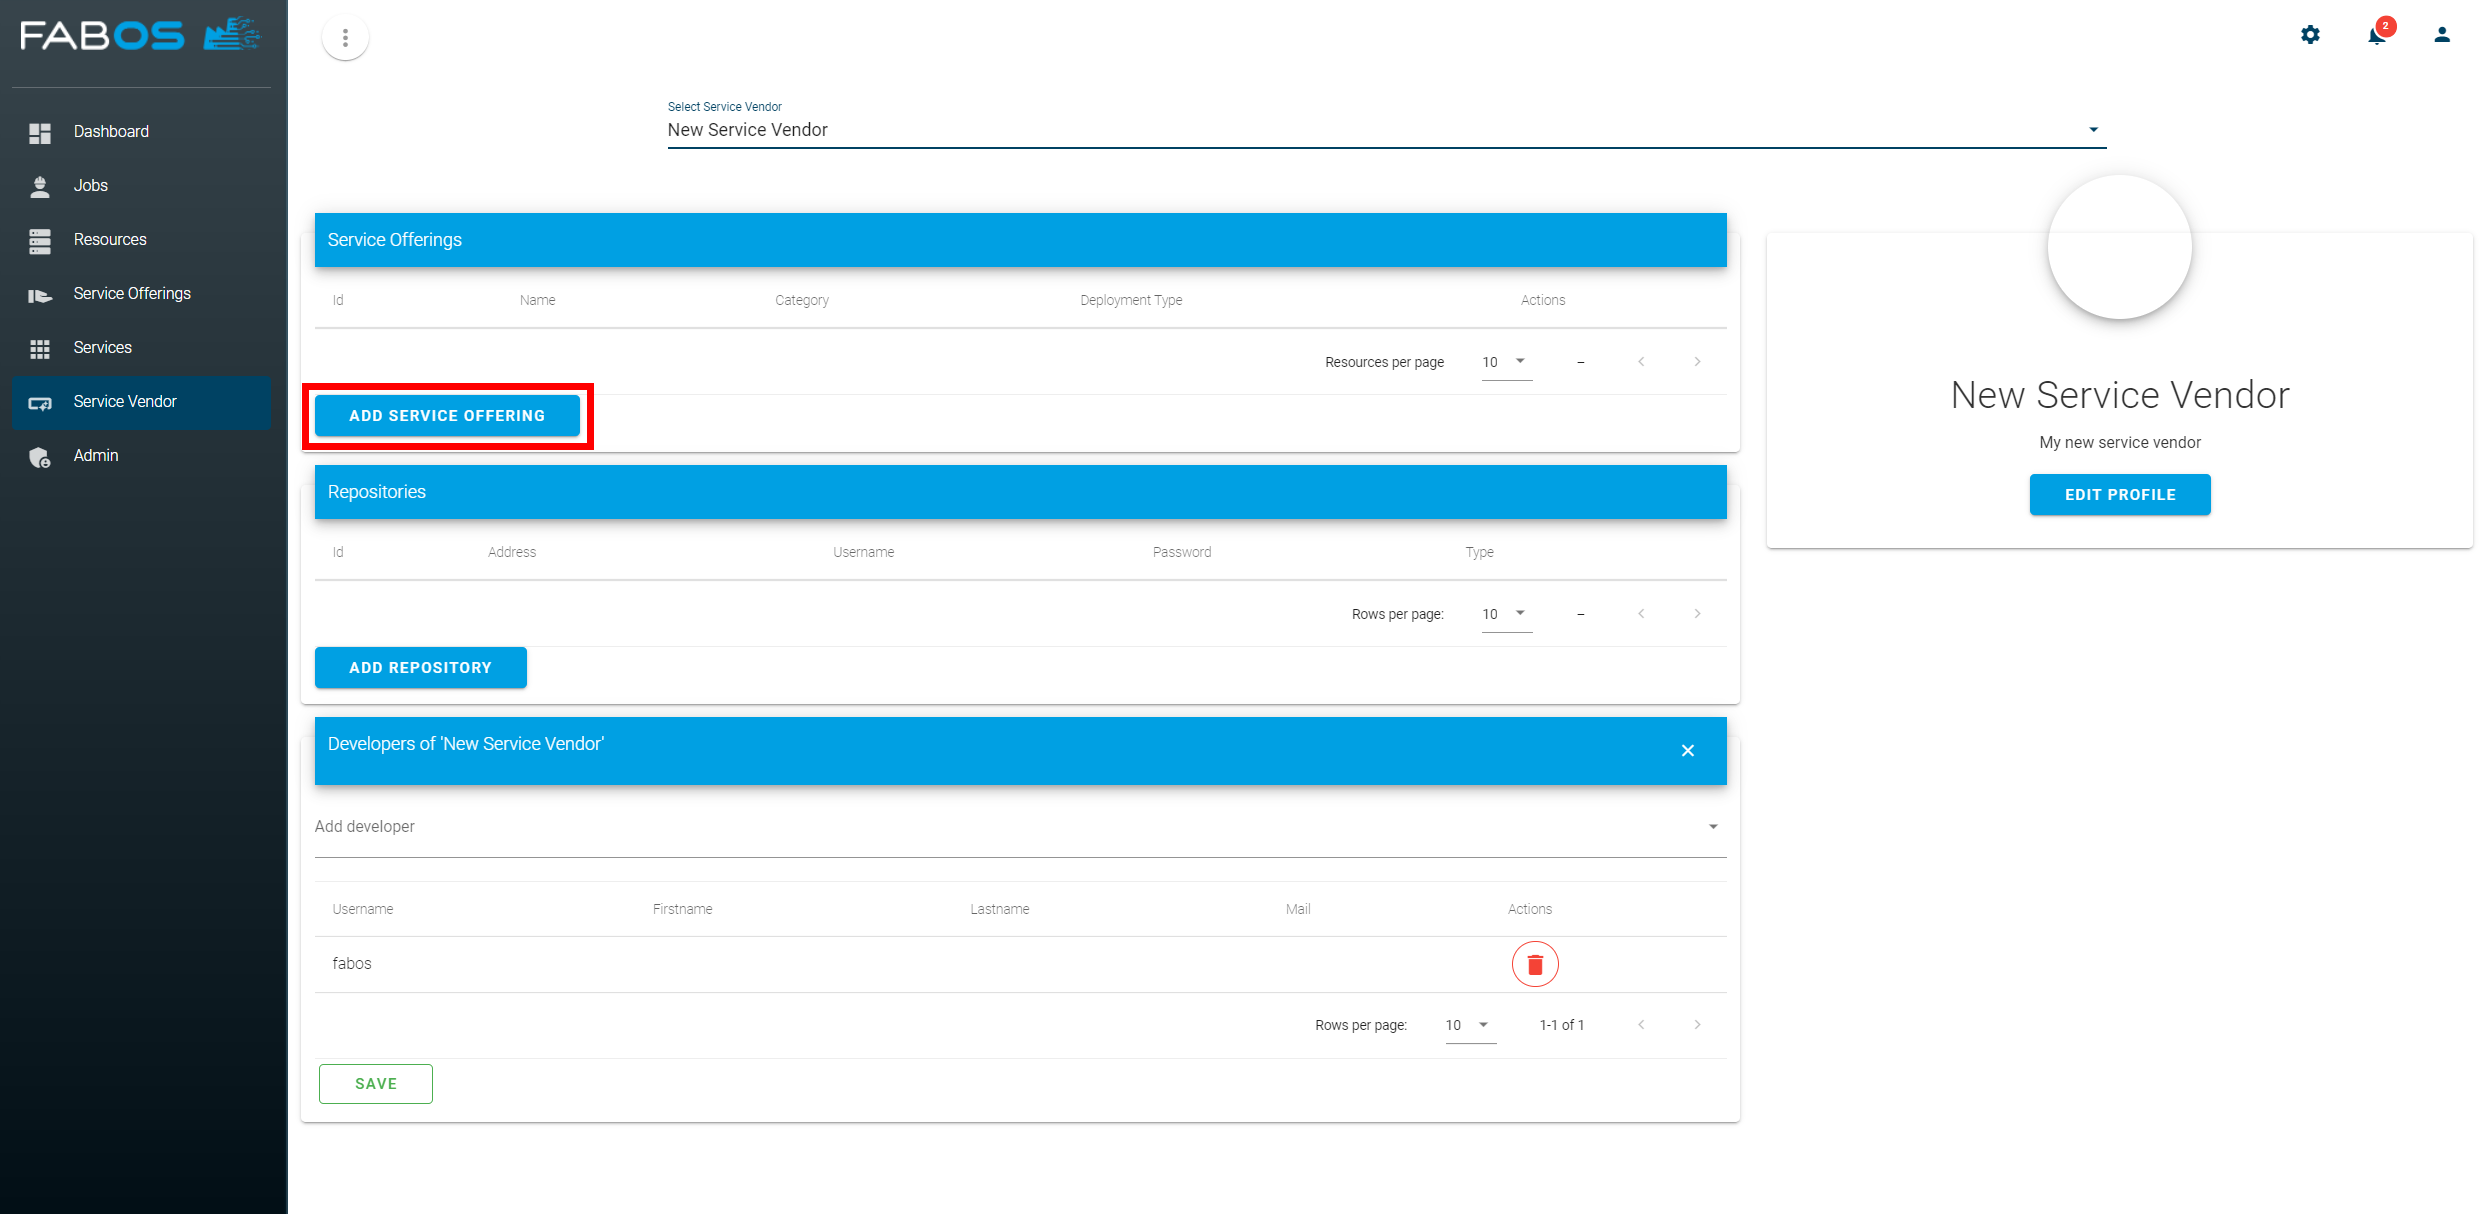 FABOS
2
Dashboard
Jobs
Resources
Service Offerings
Services
Service Vendor
Admin
Select Service Vendor
New Service Vendor
Service Offerings
Id Name Category Deployment Type Actions
Resources per page 10 –
ADD SERVICE OFFERING
Repositories
Id Address Username Password Type
Rows per page: 10 –
ADD REPOSITORY
Developers of 'New Service Vendor'
Add developer
Username Firstname Lastname Mail Actions
fabos
Rows per page: 10 1-1 of 1
SAVE
New Service Vendor
My new service vendor
EDIT PROFILE